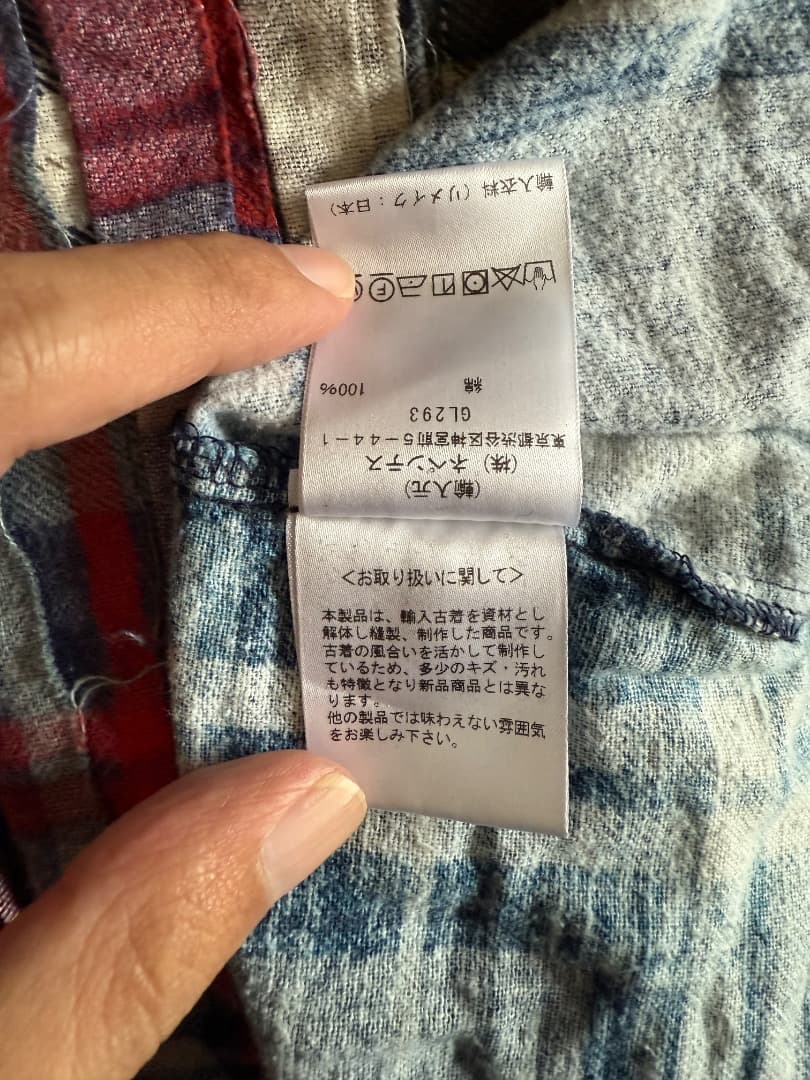 輸入衣料（リメイク：日本）
綿 100%
GL293
東京都渋谷区神宮前5−44−1
（株）ネペンテス
（輸入元）
＜お取り扱いに関して＞
本製品は、輸入古着を資材とし
解体し縫製、制作した商品です。
古着の風合いを活かして制作し
ているため、多少のキズ・汚れ
も特徴となり新品商品とは異な
ります。
他の製品では味わえない雰囲気
をお楽しみ下さい。